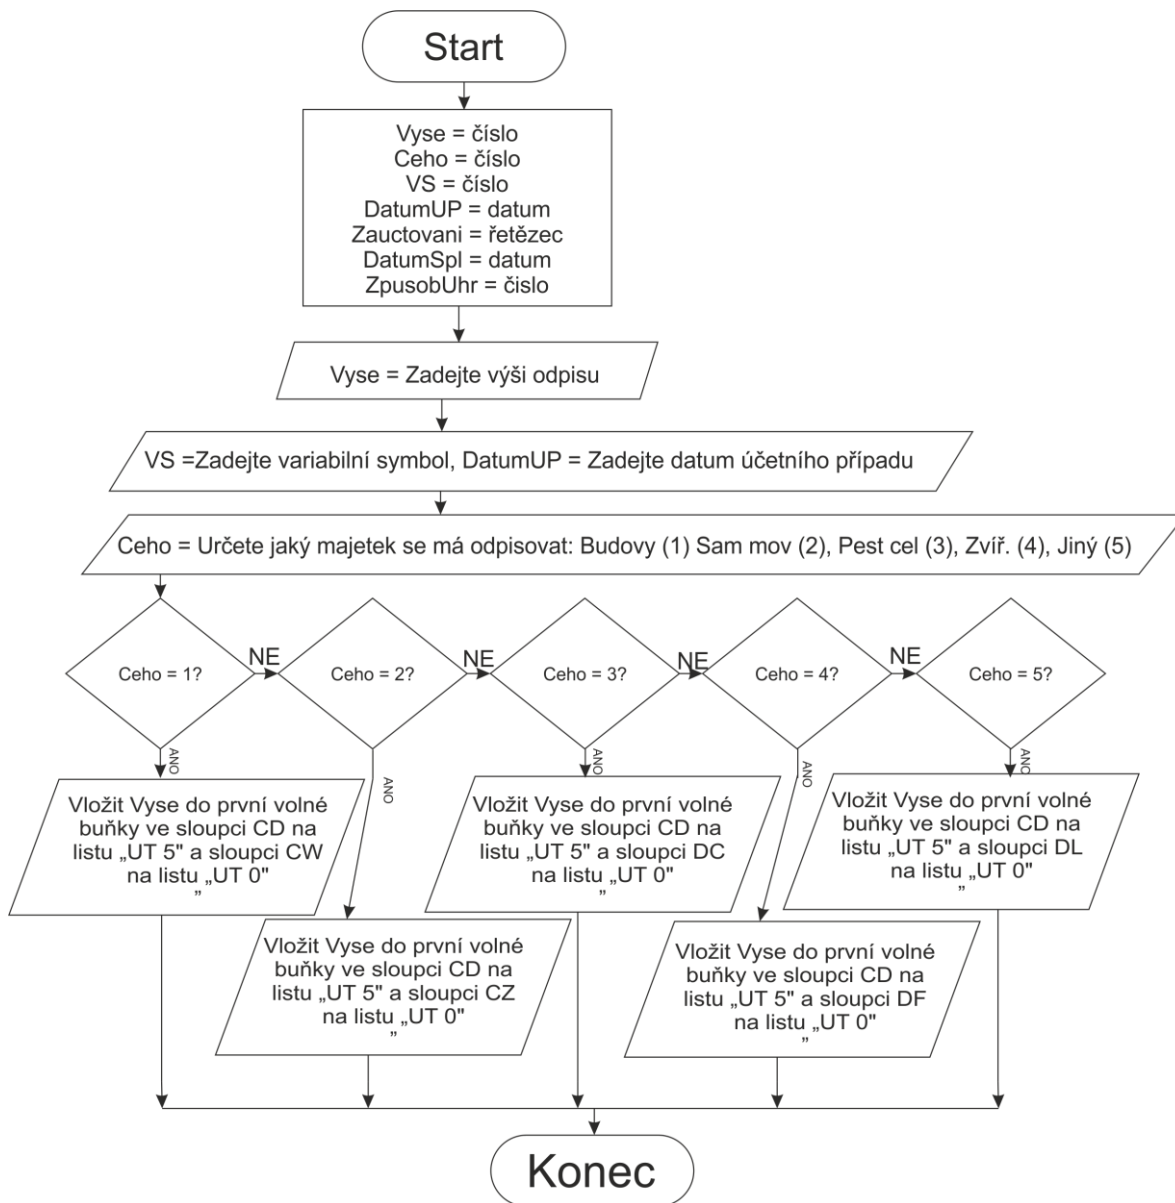 Start
Vyse = číslo
Ceho = číslo
VS = číslo
DatumUP = datum
Zauctovani = řetězec
DatumSpl = datum
ZpusobUhr = čislo
Vyse = Zadejte výši odpisu
VS =Zadejte variabilní symbol, DatumUP = Zadejte datum účetního případu
Ceho = Určete jaký majetek se má odpisovat: Budovy (1) Sam mov (2), Pest cel (3), Zvíř. (4), Jiný (5)
Ceho = 1?
NE
Ceho = 2?
NE
Ceho = 3?
NE
Ceho = 4?
NE
Ceho = 5?
ANO
ANO
ANO
ANO
ANO
Vložit Vyse do první volné
buňky ve sloupci CD na
listu „UT 5" a sloupci CW
na listu „UT 0"
”
Vložit Vyse do první volné
buňky ve sloupci CD na
listu „UT 5" a sloupci CZ
na listu „UT 0"
”
Vložit Vyse do první volné
buňky ve sloupci CD na
listu „UT 5" a sloupci DC
na listu „UT 0"
”
Vložit Vyse do první volné
buňky ve sloupci CD na
listu „UT 5" a sloupci DF
na listu „UT 0"
”
Vložit Vyse do první volné
buňky ve sloupci CD na
listu „UT 5" a sloupci DL
na listu „UT 0"
”
Konec